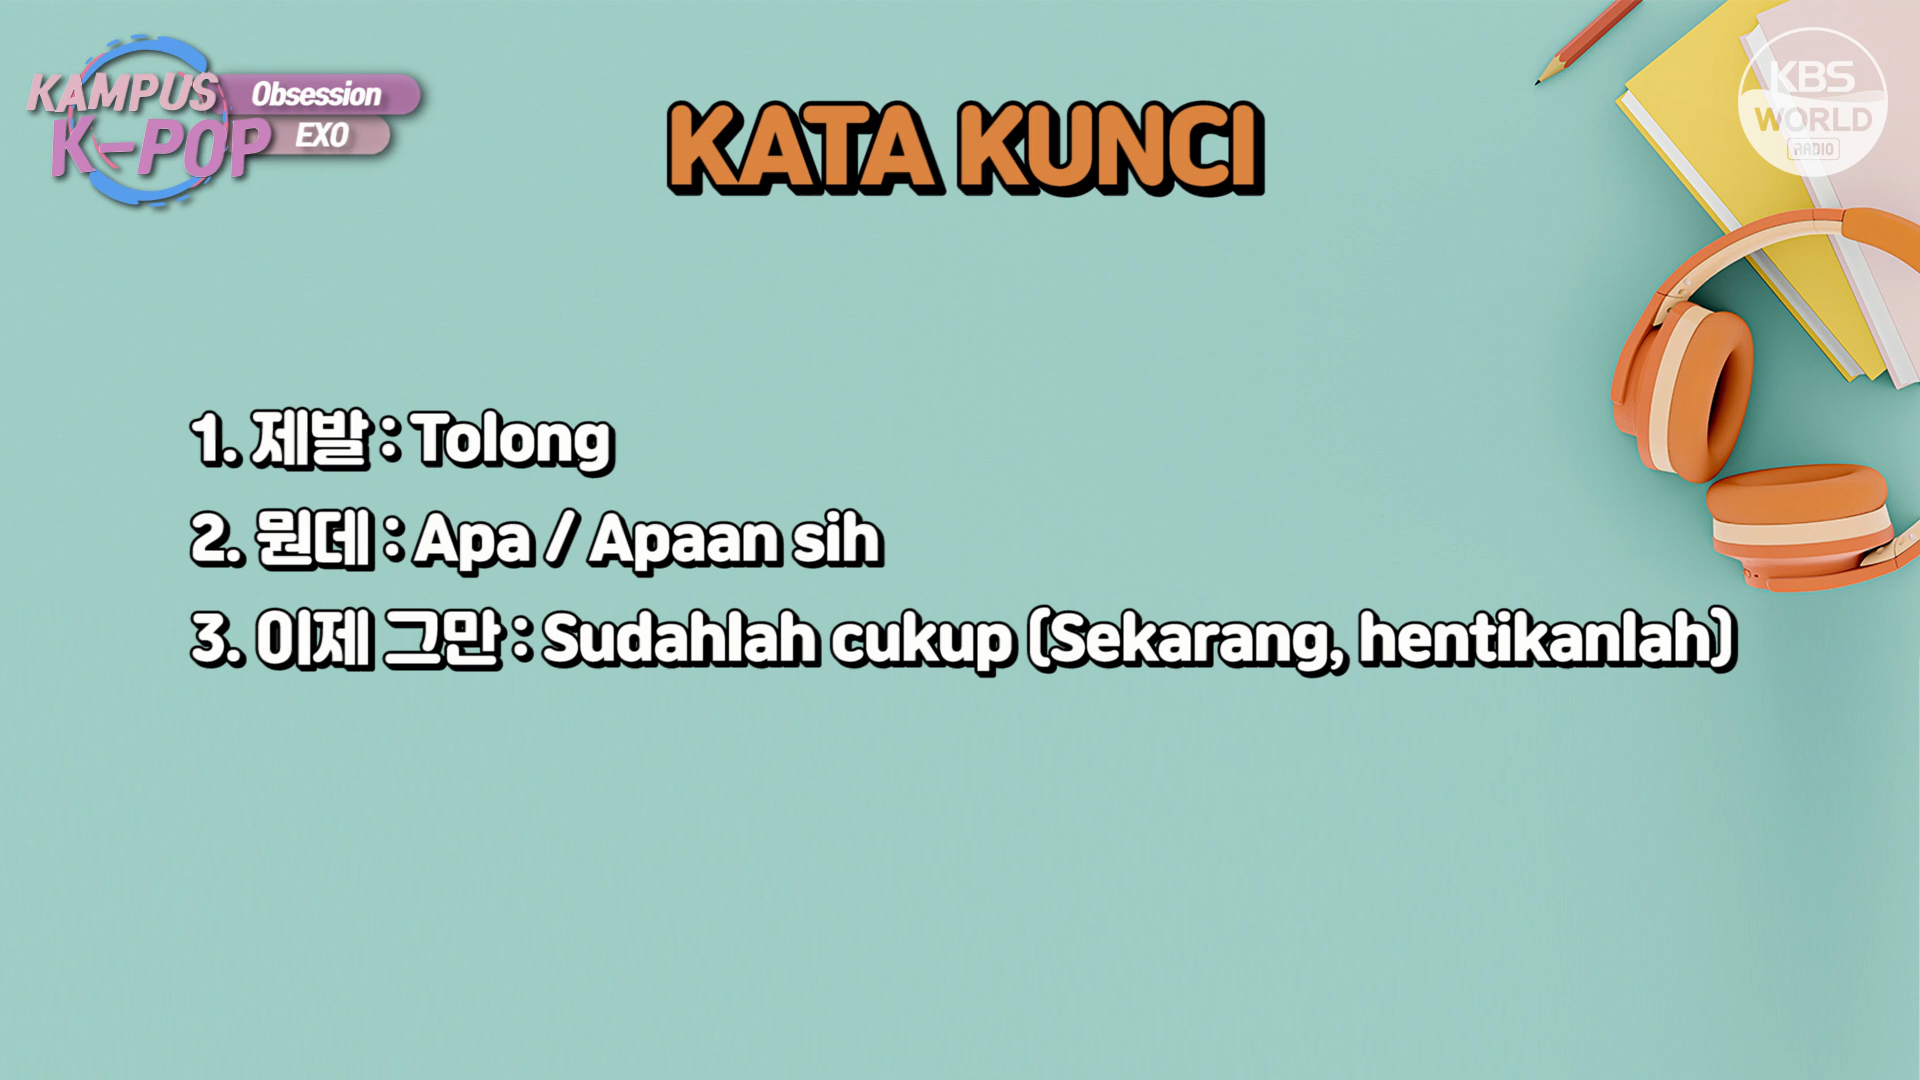 KAMPUS
K-POP
Obsession
EXO
KATA KUNCI
KBS
WORLD
RADIO
1. 제발 : Tolong
2. 뭔데 : Apa / Apaan sih
3. 이제 그만 : Sudahlah cukup (Sekarang, hentikanlah)